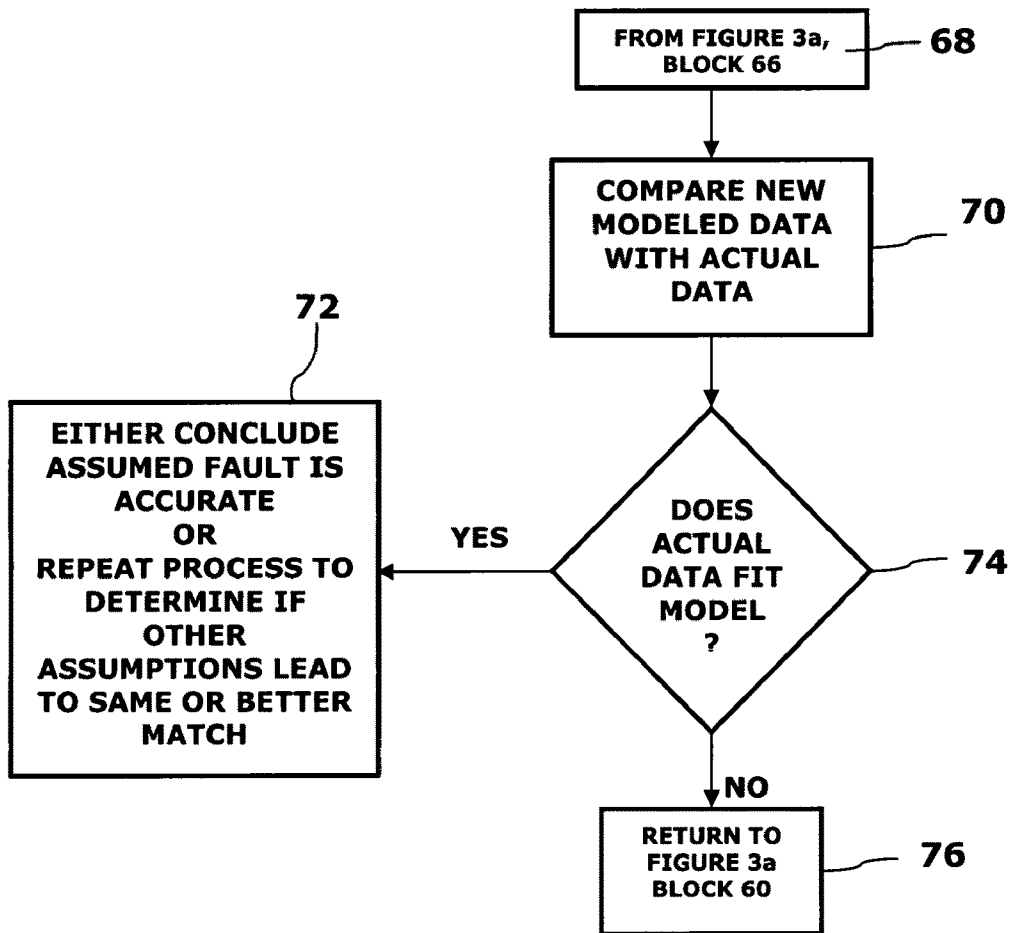 FROM FIGURE 3a,
BLOCK 66
68
COMPARE NEW
MODELED DATA
WITH ACTUAL
DATA
70
72
EITHER CONCLUDE
ASSUMED FAULT IS
ACCURATE
OR
REPEAT PROCESS TO
DETERMINE IF
OTHER
ASSUMPTIONS LEAD
TO SAME OR BETTER
MATCH
YES
DOES
ACTUAL
DATA FIT
MODEL
?
74
NO
RETURN TO
FIGURE 3a
BLOCK 60
76